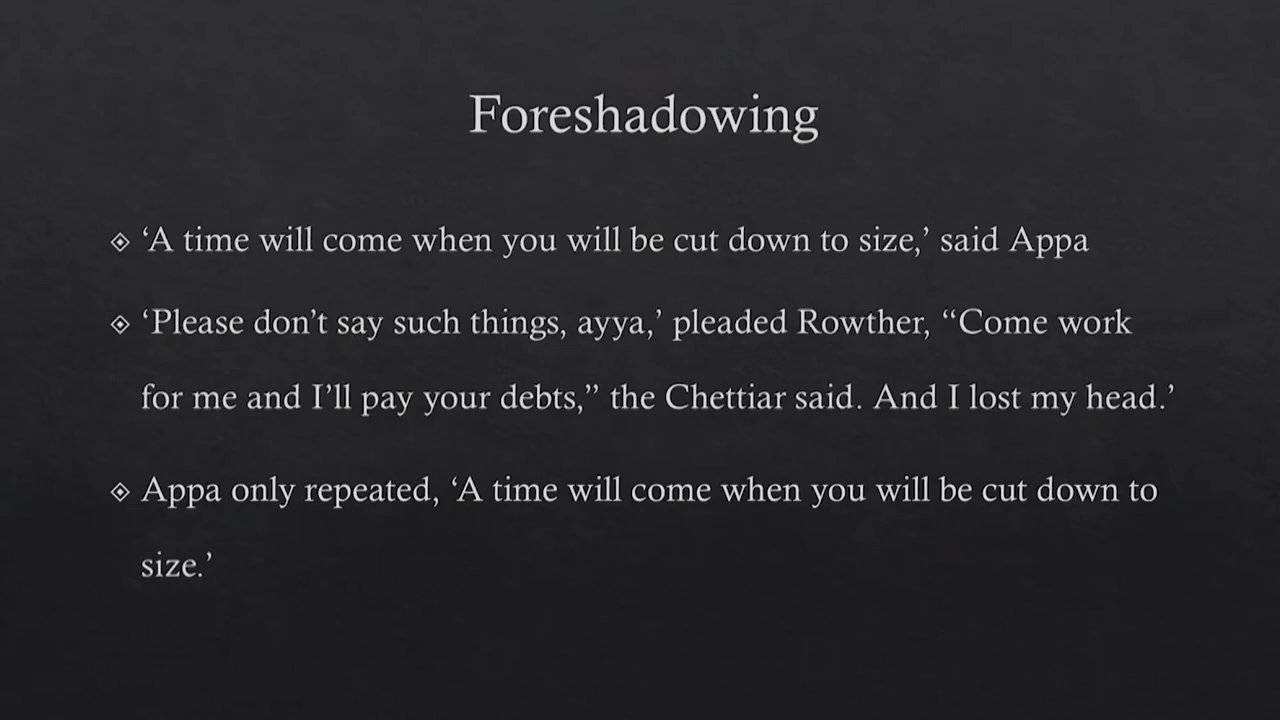 Foreshadowing
‘A time will come when you will be cut down to size,’ said Appa
‘Please don’t say such things, ayya,’ pleaded Rowther, “Come work
for me and I’ll pay your debts,” the Chettiar said. And I lost my head.’
Appa only repeated, ‘A time will come when you will be cut down to
size.’